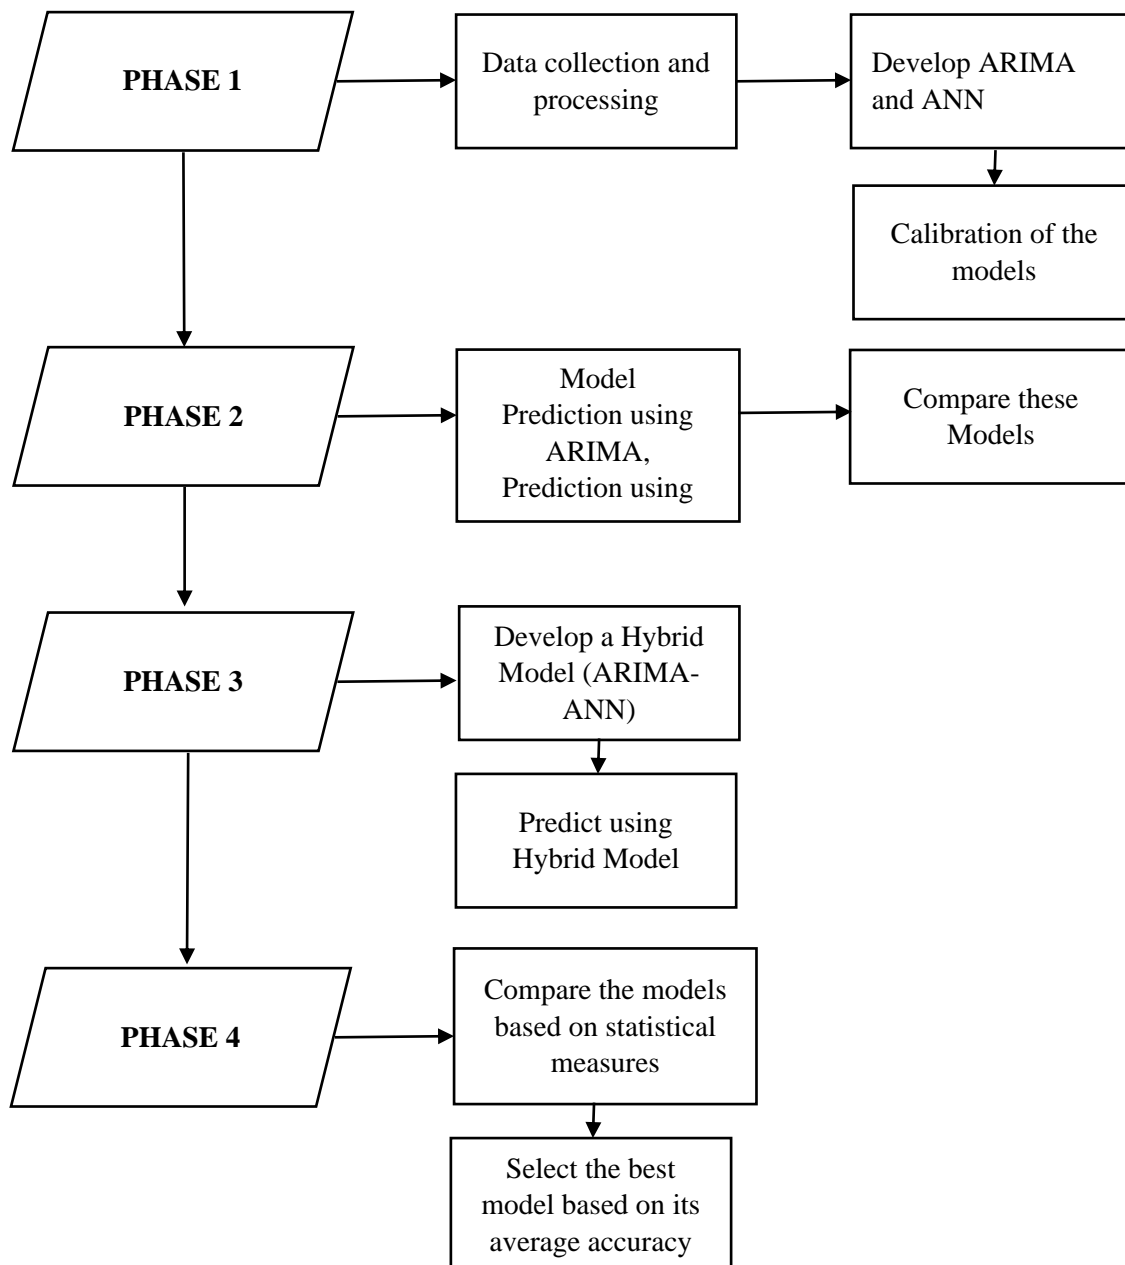 PHASE 1
Data collection and
processing
Develop ARIMA
and ANN
Calibration of the
models
PHASE 2
Model
Prediction using
ARIMA,
Prediction using
Compare these
Models
PHASE 3
Develop a Hybrid
Model (ARIMA-
ANN)
Predict using
Hybrid Model
PHASE 4
Compare the models
based on statistical
measures
Select the best
model based on its
average accuracy